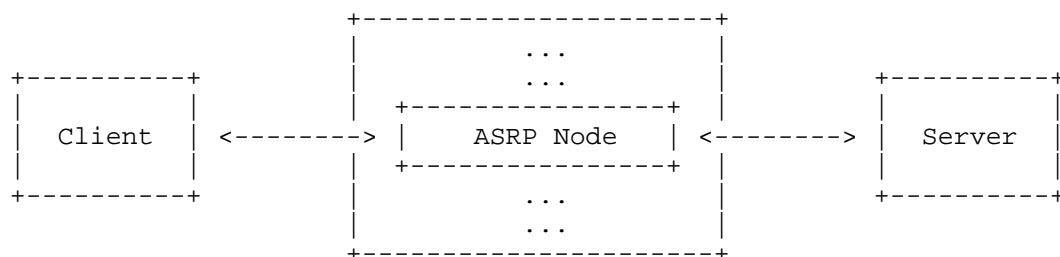 +-----------------------+
|          ...          |
+----------+         |          ...          |         +----------+
|          |         |  +----------------+   |         |          |
|  Client  | <--------> |   ASRP Node    | <--------> |  Server  |
|          |         |  +----------------+   |         |          |
+----------+         |          ...          |         +----------+
|          ...          |
+-----------------------+